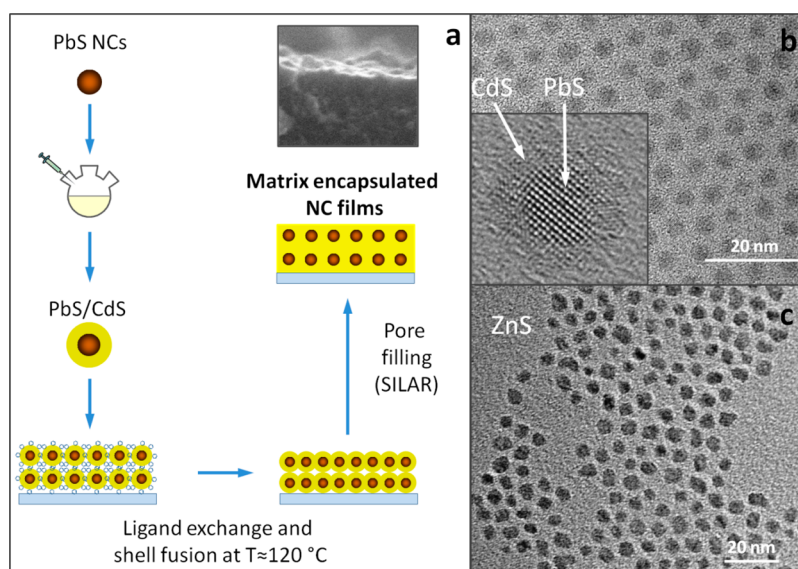 PbS NCs
PbS/CdS
Ligand exchange and
shell fusion at T≈120 °C
Pore
filling
(SILAR)
Matrix encapsulated
NC films
a
b
CdS
PbS
20 nm
ZnS
c
20 nm